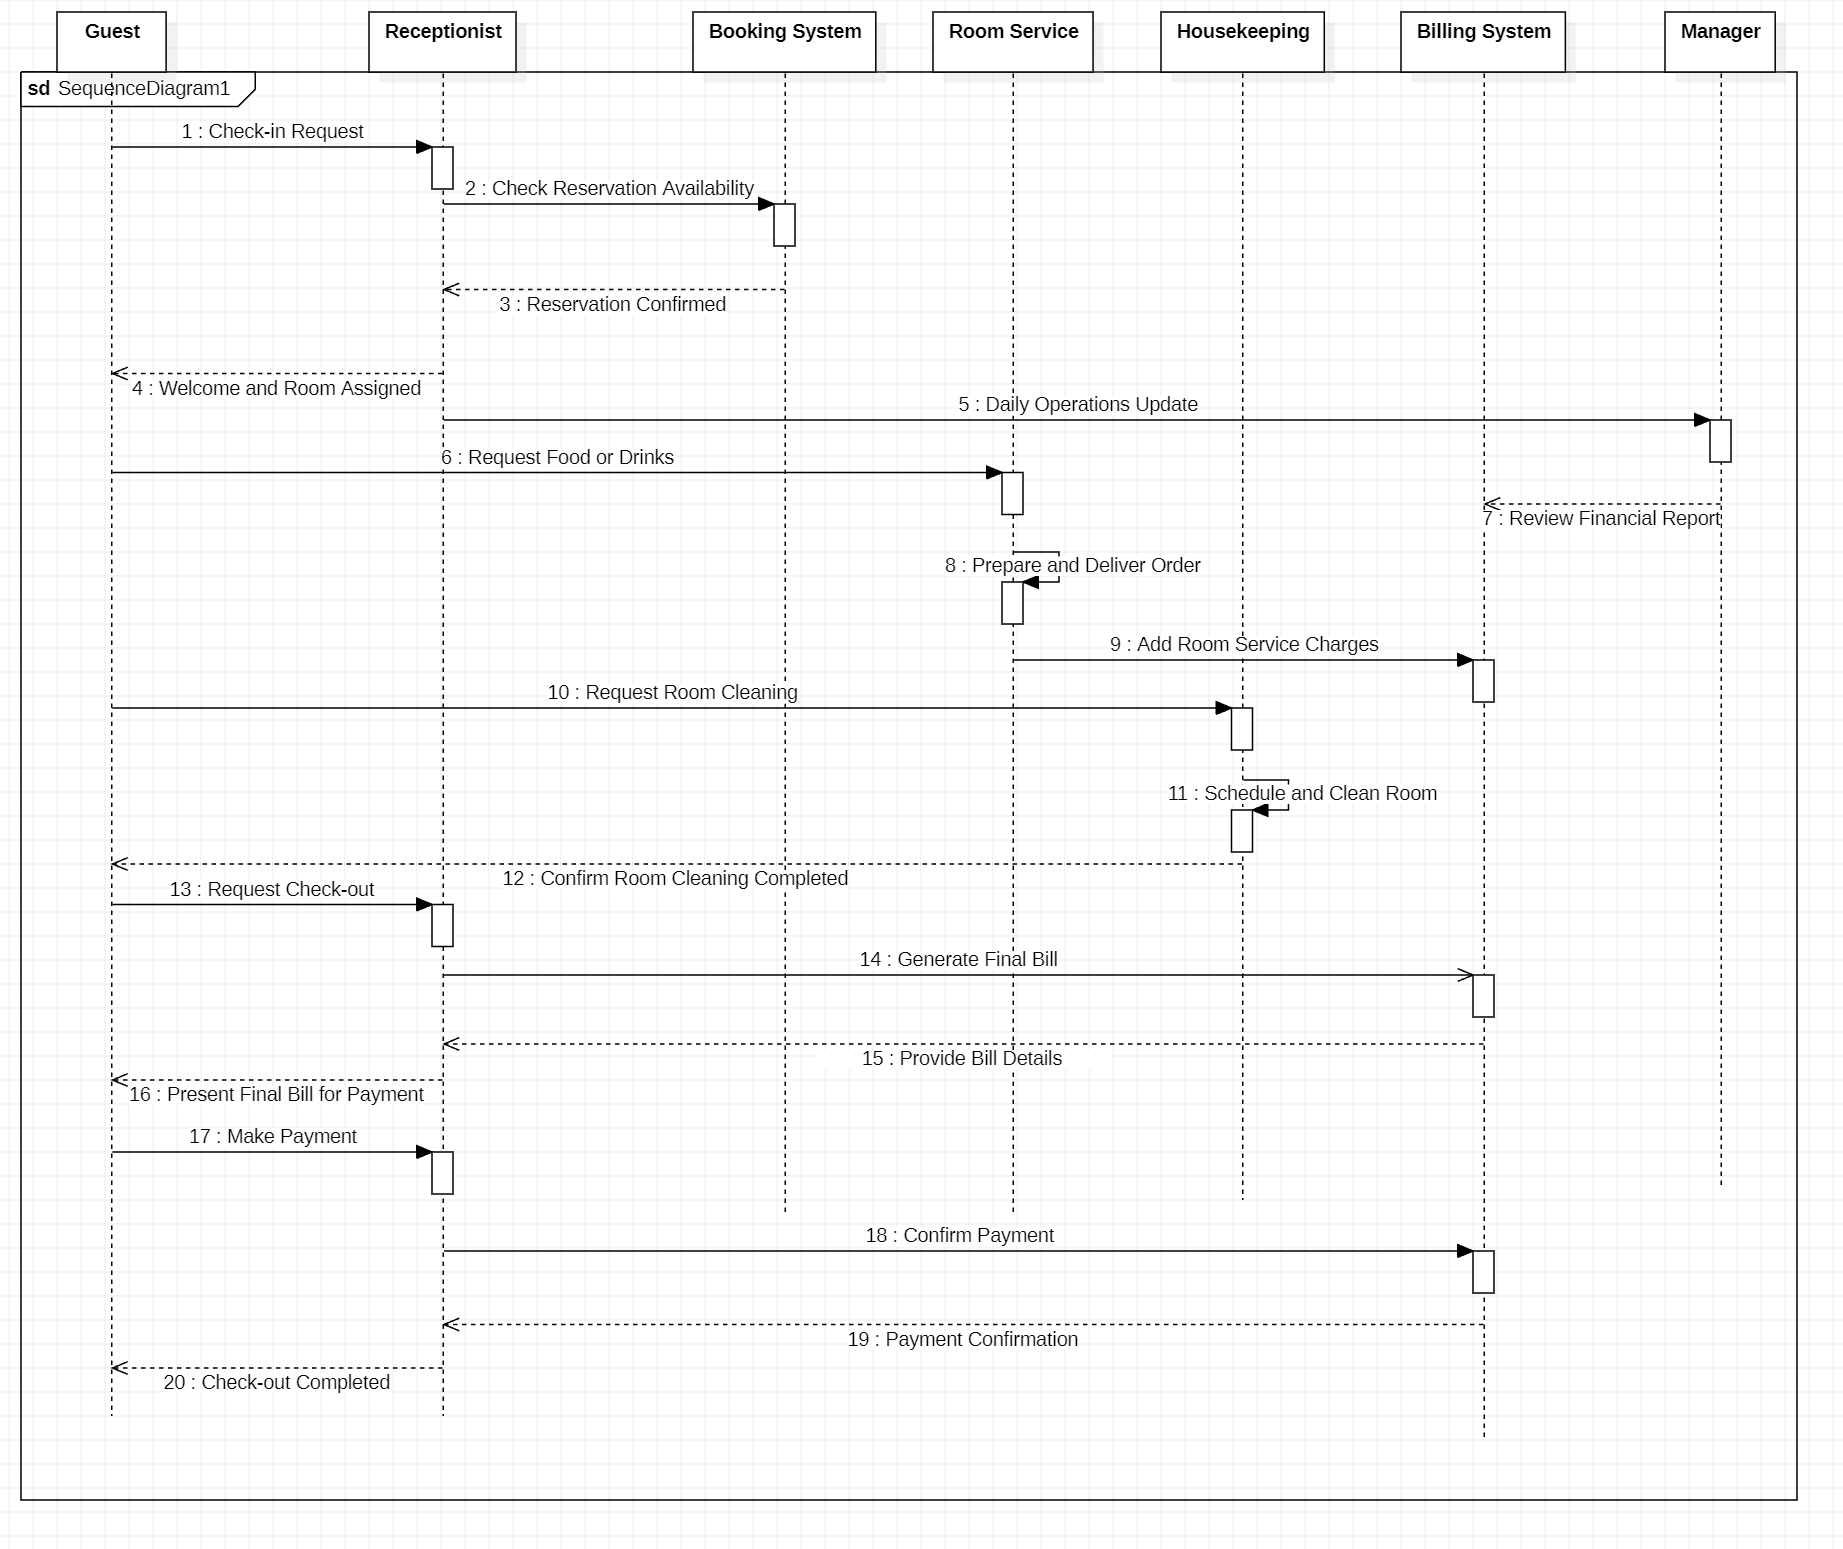 Guest
Receptionist
Booking System
Room Service
Housekeeping
Billing System
Manager
sd SequenceDiagram1
1 : Check-in Request
2 : Check Reservation Availability
3 : Reservation Confirmed
4 : Welcome and Room Assigned
5 : Daily Operations Update
6 : Request Food or Drinks
7 : Review Financial Report
8 : Prepare and Deliver Order
9 : Add Room Service Charges
10 : Request Room Cleaning
11 : Schedule and Clean Room
12 : Confirm Room Cleaning Completed
13 : Request Check-out
14 : Generate Final Bill
15 : Provide Bill Details
16 : Present Final Bill for Payment
17 : Make Payment
18 : Confirm Payment
19 : Payment Confirmation
20 : Check-out Completed